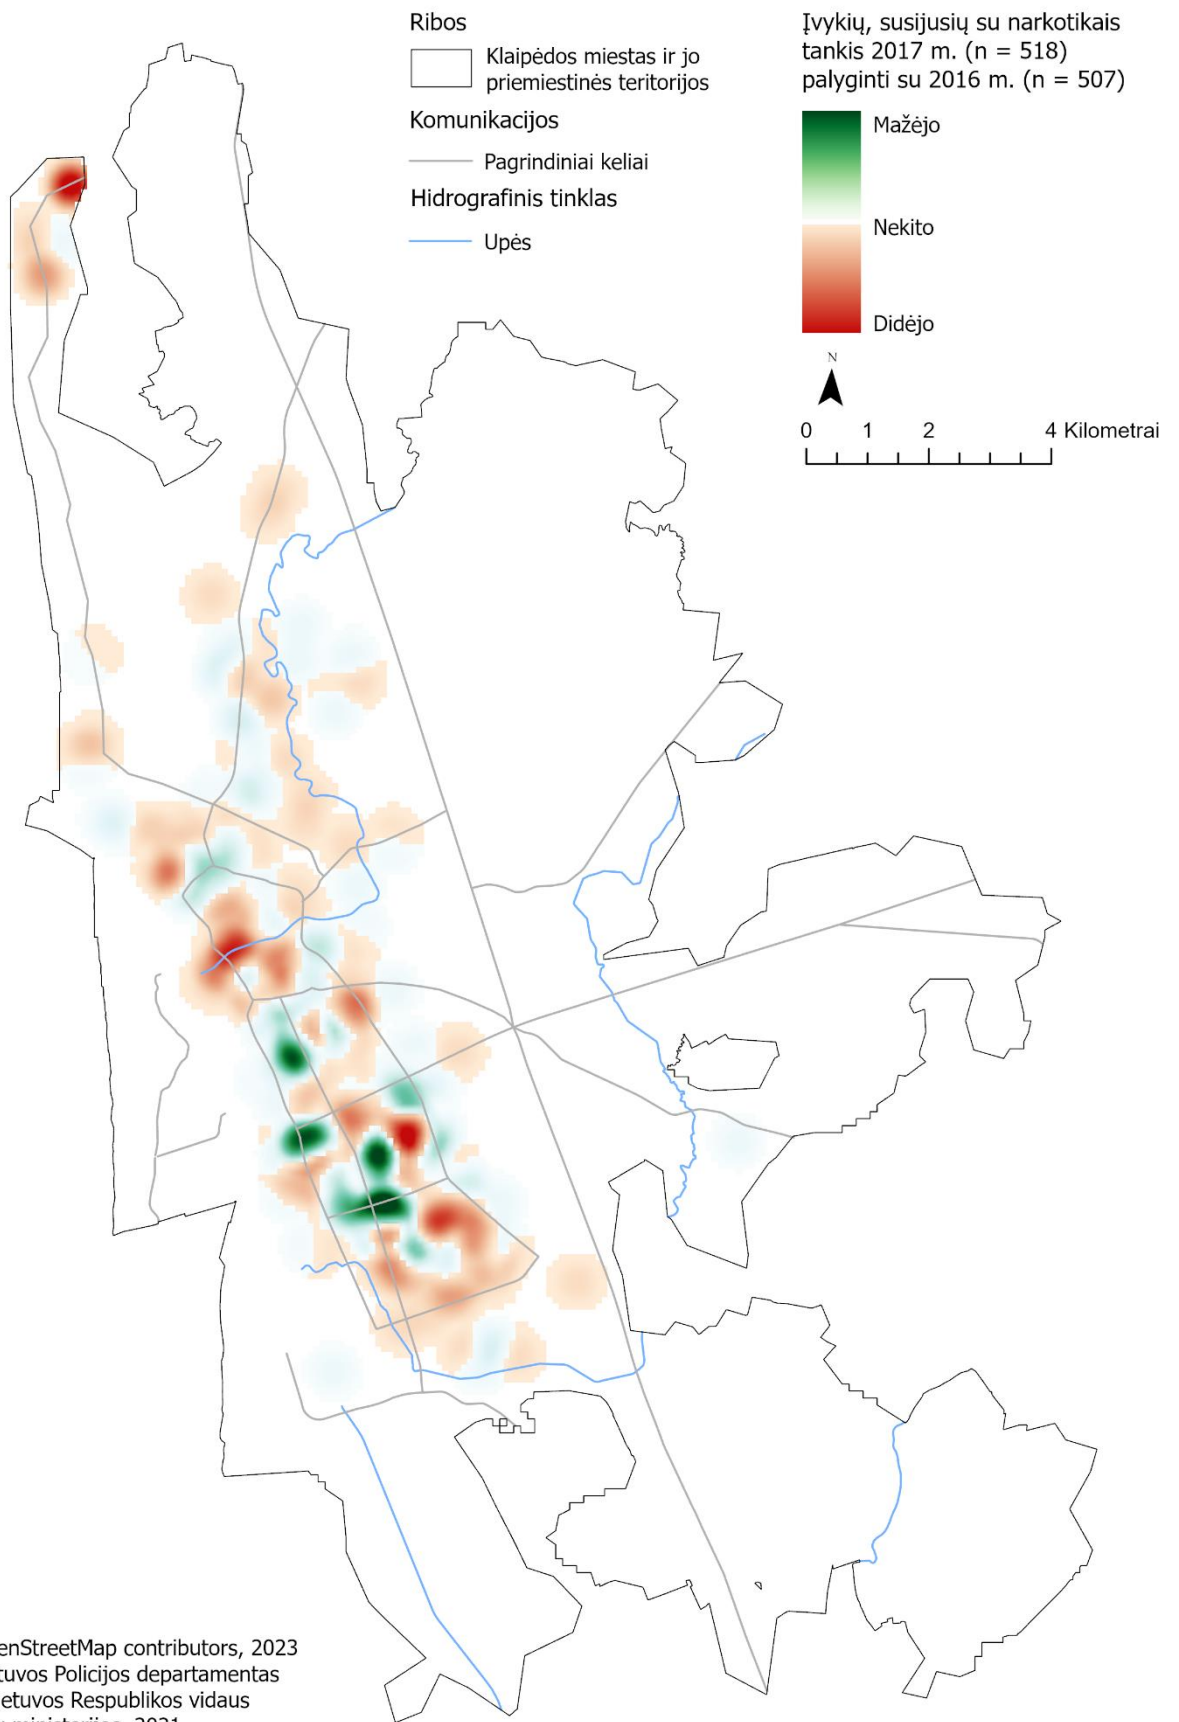 Ribos
Klaipėdos miestas ir jo
priemiestinės teritorijos
Komunikacijos
Pagrindiniai keliai
Hidrografinis tinklas
Upės
Įvykių, susijusių su narkotikais
tankis 2017 m. (n = 518)
palyginti su 2016 m. (n = 507)
Mažėjo
Nekito
Didėjo
N
0 1 2 4 Kilometrai
enStreetMap contributors, 2023
tuvos Policijos departamentas
ietuvos Respublikos vidaus